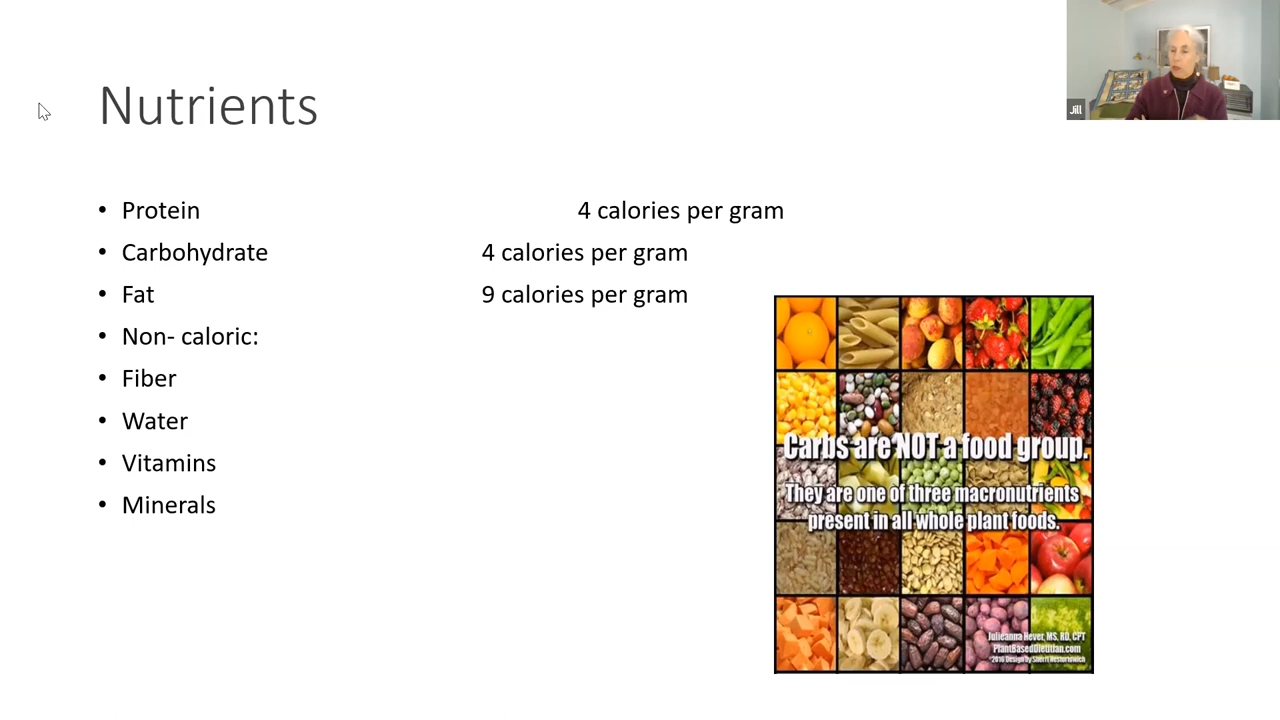 Jill
Nutrients
• Protein 4 calories per gram
• Carbohydrate 4 calories per gram
• Fat 9 calories per gram
• Non- caloric:
• Fiber
• Water
• Vitamins
• Minerals
Carbs are NOT a food group.
They are one of three macronutrients
present in all whole plant foods.
Julieanna Hever, MS, RD, CPT
PlantBasedDietitian.com